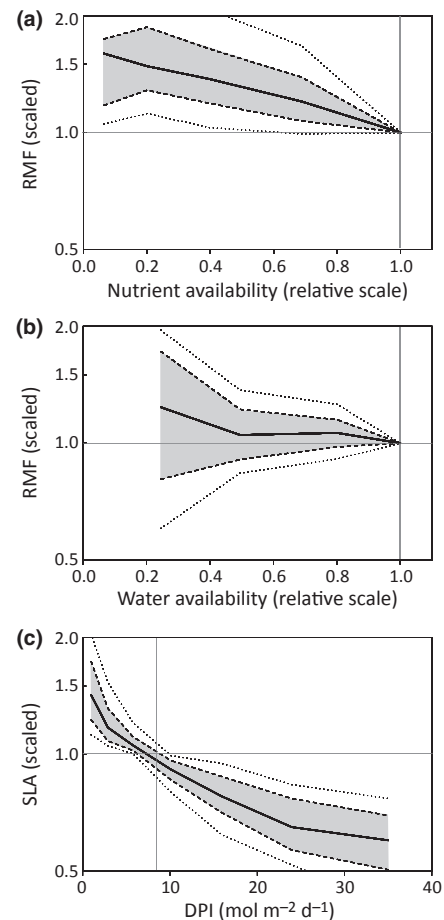 (a)
2.0
1.5
1.0
0.5
RMF (scaled)
0.0 0.2 0.4 0.6 0.8 1.0
Nutrient availability (relative scale)
(b)
2.0
1.5
1.0
0.5
RMF (scaled)
0.0 0.2 0.4 0.6 0.8 1.0
Water availability (relative scale)
(c)
2.0
1.5
1.0
0.5
SLA (scaled)
0 10 20 30 40
DPI (mol m⁻² d⁻¹)